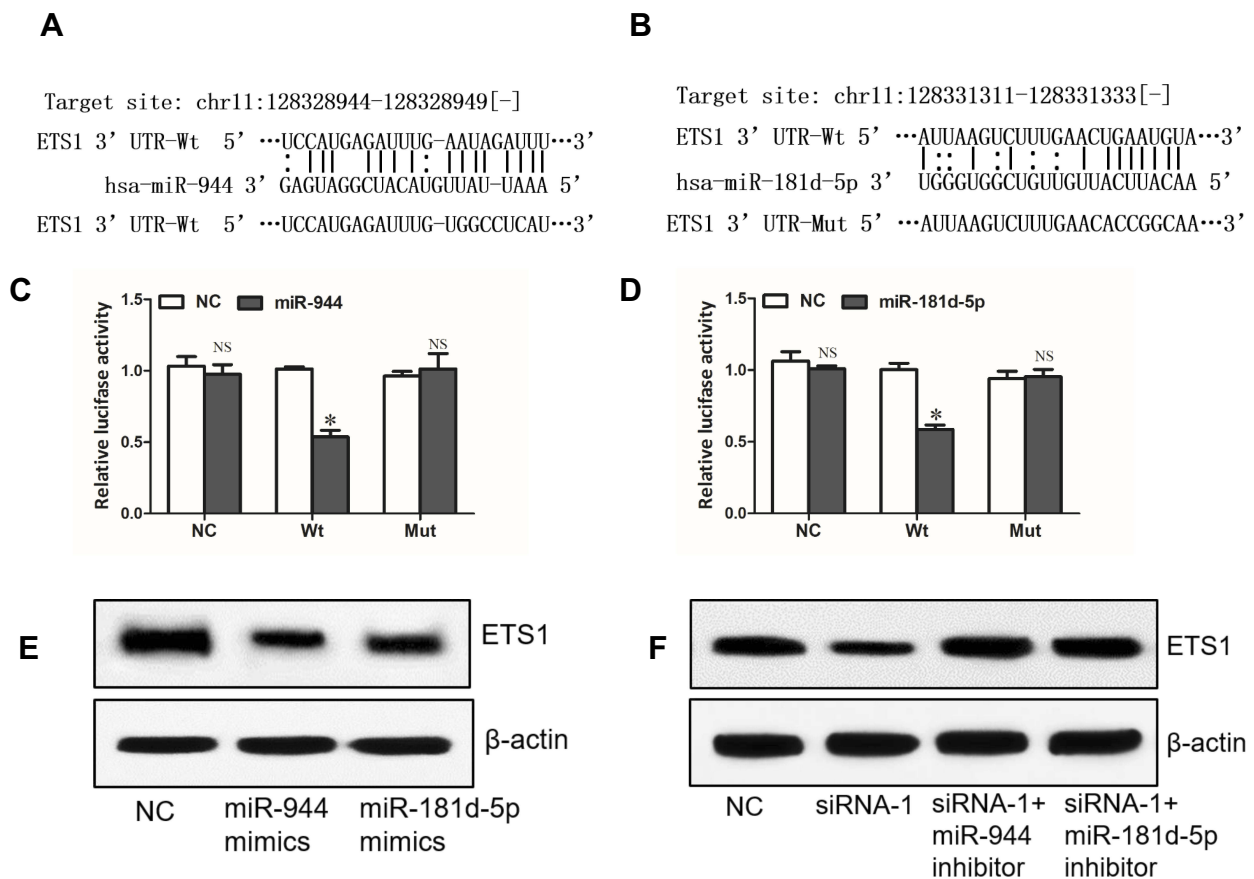 A
Target site: chr11:128328944-128328949[-]
ETS1 3’ UTR-Wt 5’ ···UCCAUGAGAUUUG-AAUAGAUUU···3’
hsa-miR-944 3’ GAGUAGGCUACAUGUUAU-UAAA 5’
ETS1 3’ UTR-Wt 5’ ···UCCAUGAGAUUUG-UGGCCUCAU···3’
B
Target site: chr11:128331311-128331333[-]
ETS1 3’ UTR-Wt 5’ ···AUUAAGUCUUUGAACUGAAUGUA···3’
hsa-miR-181d-5p 3’ UGGGUGGCUGUUGUUACUUACAA 5’
ETS1 3’ UTR-Mut 5’ ···AUUAAGUCUUUGAACACCGGCAA···3’
C
NC miR-944
Relative lucifase activity
1.5
1.0
0.5
0.0
NS
*
NS
NC Wt Mut
D
NC miR-181d-5p
Relative lucifase activity
1.5
1.0
0.5
0.0
NS
*
NS
NC Wt Mut
E
ETS1
β-actin
NC miR-944 miR-181d-5p
mimics mimics
F
ETS1
β-actin
NC siRNA-1 siRNA-1+ siRNA-1+
miR-944 miR-181d-5p
inhibitor inhibitor